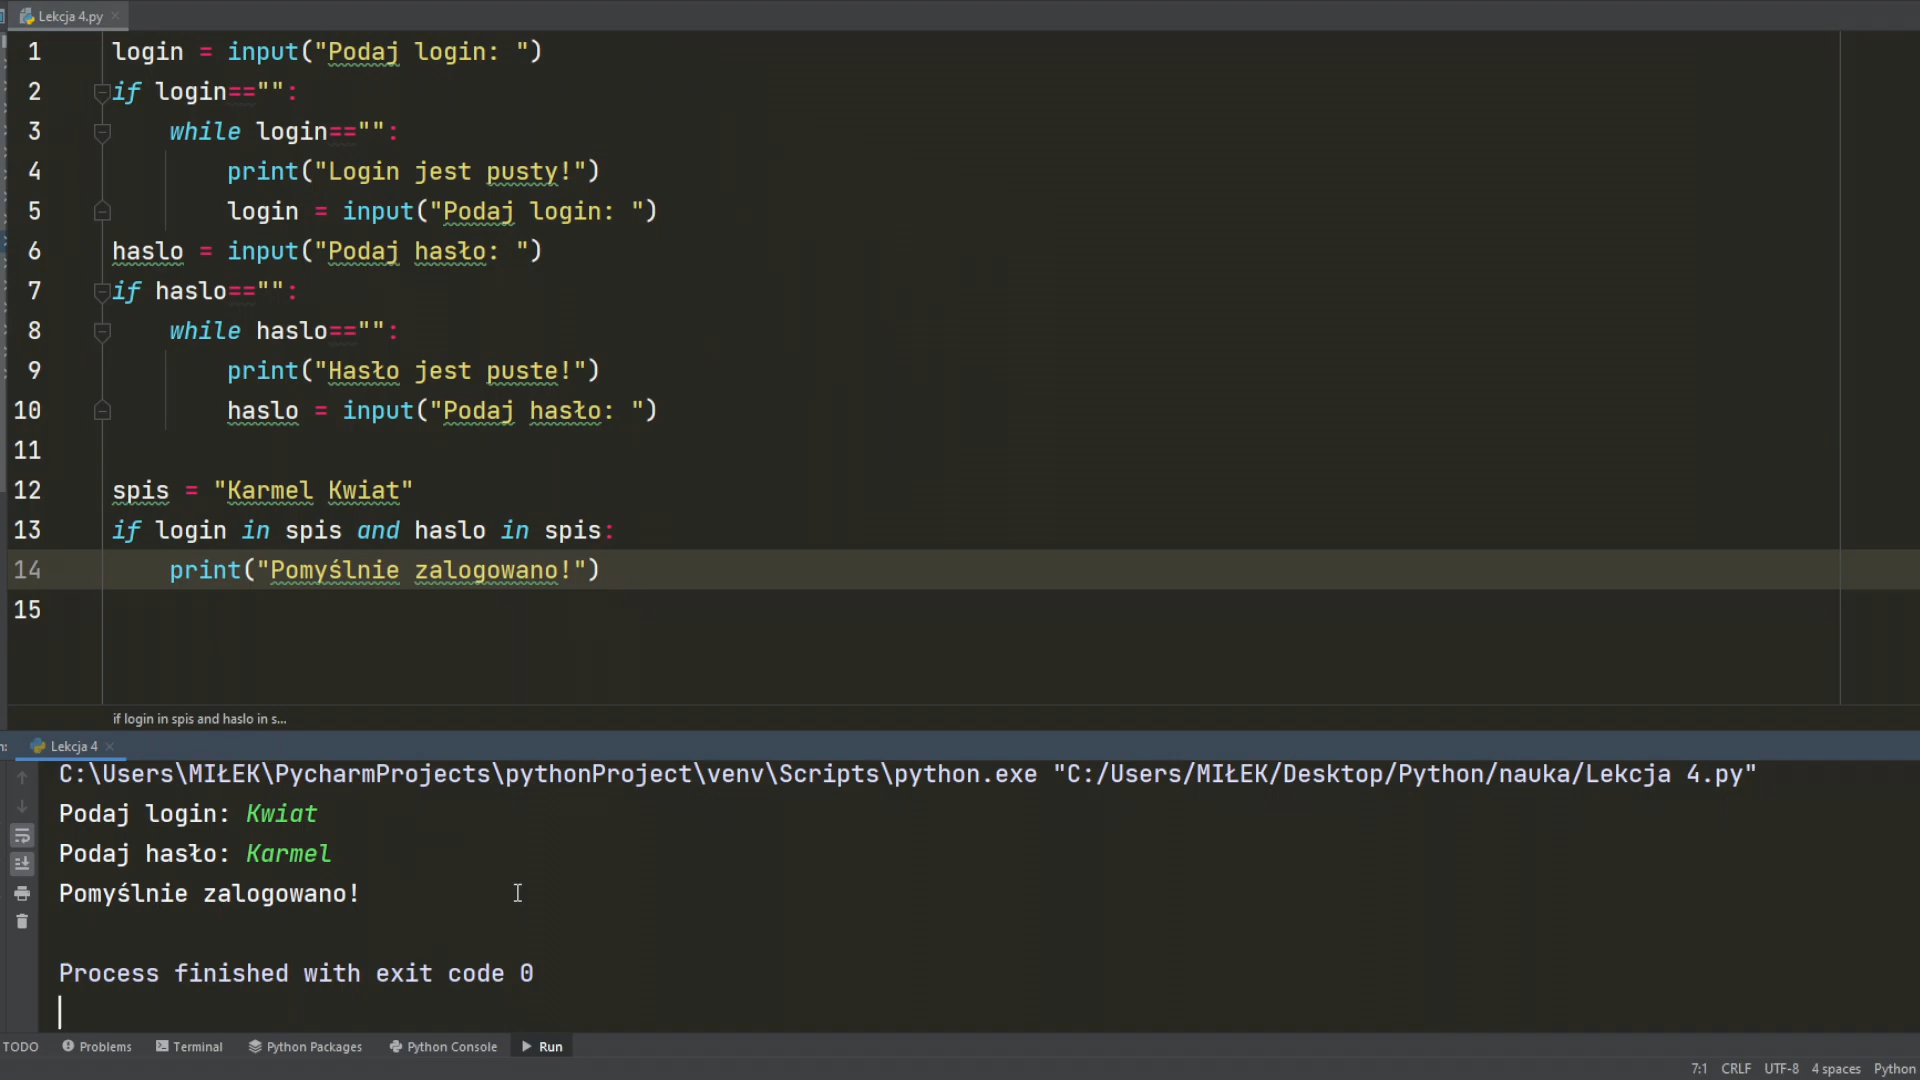 Lekcja 4.py
1 login = input("Podaj login: ")
2 if login=="":
3 while login=="":
4 print("Login jest pusty!")
5 login = input("Podaj login: ")
6 haslo = input("Podaj hasło: ")
7 if haslo=="":
8 while haslo=="":
9 print("Hasło jest puste!")
10 haslo = input("Podaj hasło: ")
11
12 spis = "Karmel Kwiat"
13 if login in spis and haslo in spis:
14 print("Pomyślnie zalogowano!")
15
if login in spis and haslo in s...
Lekcja 4
C:\Users\MIŁEK\PycharmProjects\pythonProject\venv\Scripts\python.exe "C:/Users/MIŁEK/Desktop/Python/nauka/Lekcja 4.py"
Podaj login: Kwiat
Podaj hasło: Karmel
Pomyślnie zalogowano!
Process finished with exit code 0
TODO Problems Terminal Python Packages Python Console Run
7:1 CRLF UTF-8 4 spaces Python